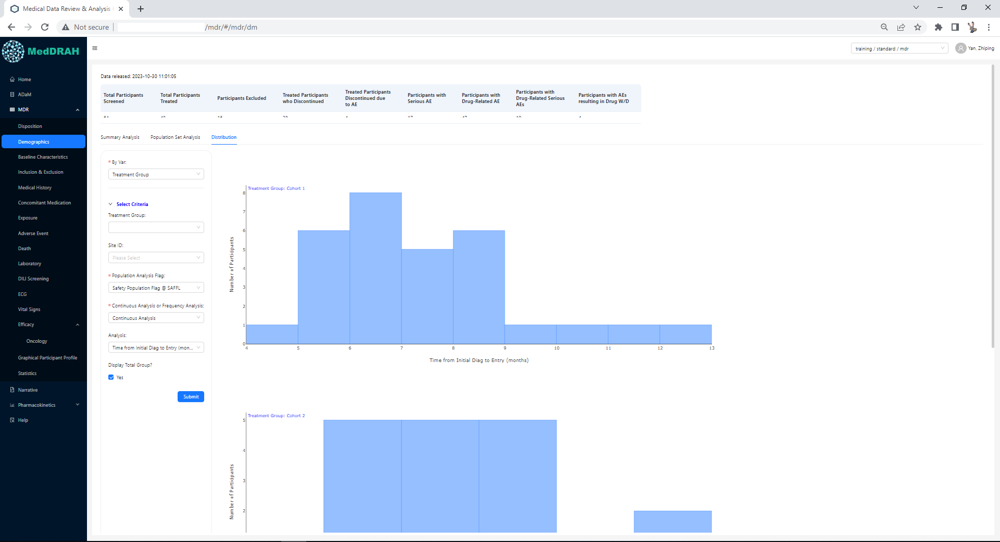 Medical Data Review & Analysis
Not secure
/mdr/#/mdr/dm
MedDRAH
training / standard / mdr
Yan, Zhiping
Home
ADaM
MDR
Disposition
Demographics
Baseline Characteristics
Inclusion & Exclusion
Medical History
Concomitant Medication
Exposure
Adverse Event
Death
Laboratory
DILI Screening
ECG
Vital Signs
Efficacy
Oncology
Graphical Participant Profile
Statistics
Narrative
Pharmacokinetics
Help
Data released: 2023-10-30 11:01:05
Total Participants Screened
Total Participants Treated
Participants Excluded
Treated Participants who Discontinued
Treated Participants Discontinued due to AE
Participants with Serious AE
Participants with Drug-Related AE
Participants with Drug-Related Serious AEs
Participants with AEs resulting in Drug W/D
Summary Analysis Population Set Analysis Distribution
* By Var:
Treatment Group
Select Criteria
Treatment Group:
Site ID:
Please Select
* Population Analysis Flag:
Safety Population Flag @ SAFFL
* Continuous Analysis or Frequency Analysis:
Continuous Analysis
Analysis:
Time from Initial Diag to Entry (mon...
Display Total Group?
Yes
Submit
Treatment Group: Cohort 1
8
7
6
5
4
3
2
1
0
Number of Participants
4 5 6 7 8 9 10 11 12 13
Time from Initial Diag to Entry (months)
Treatment Group: Cohort 2
5
4
3
2
Number of Participants